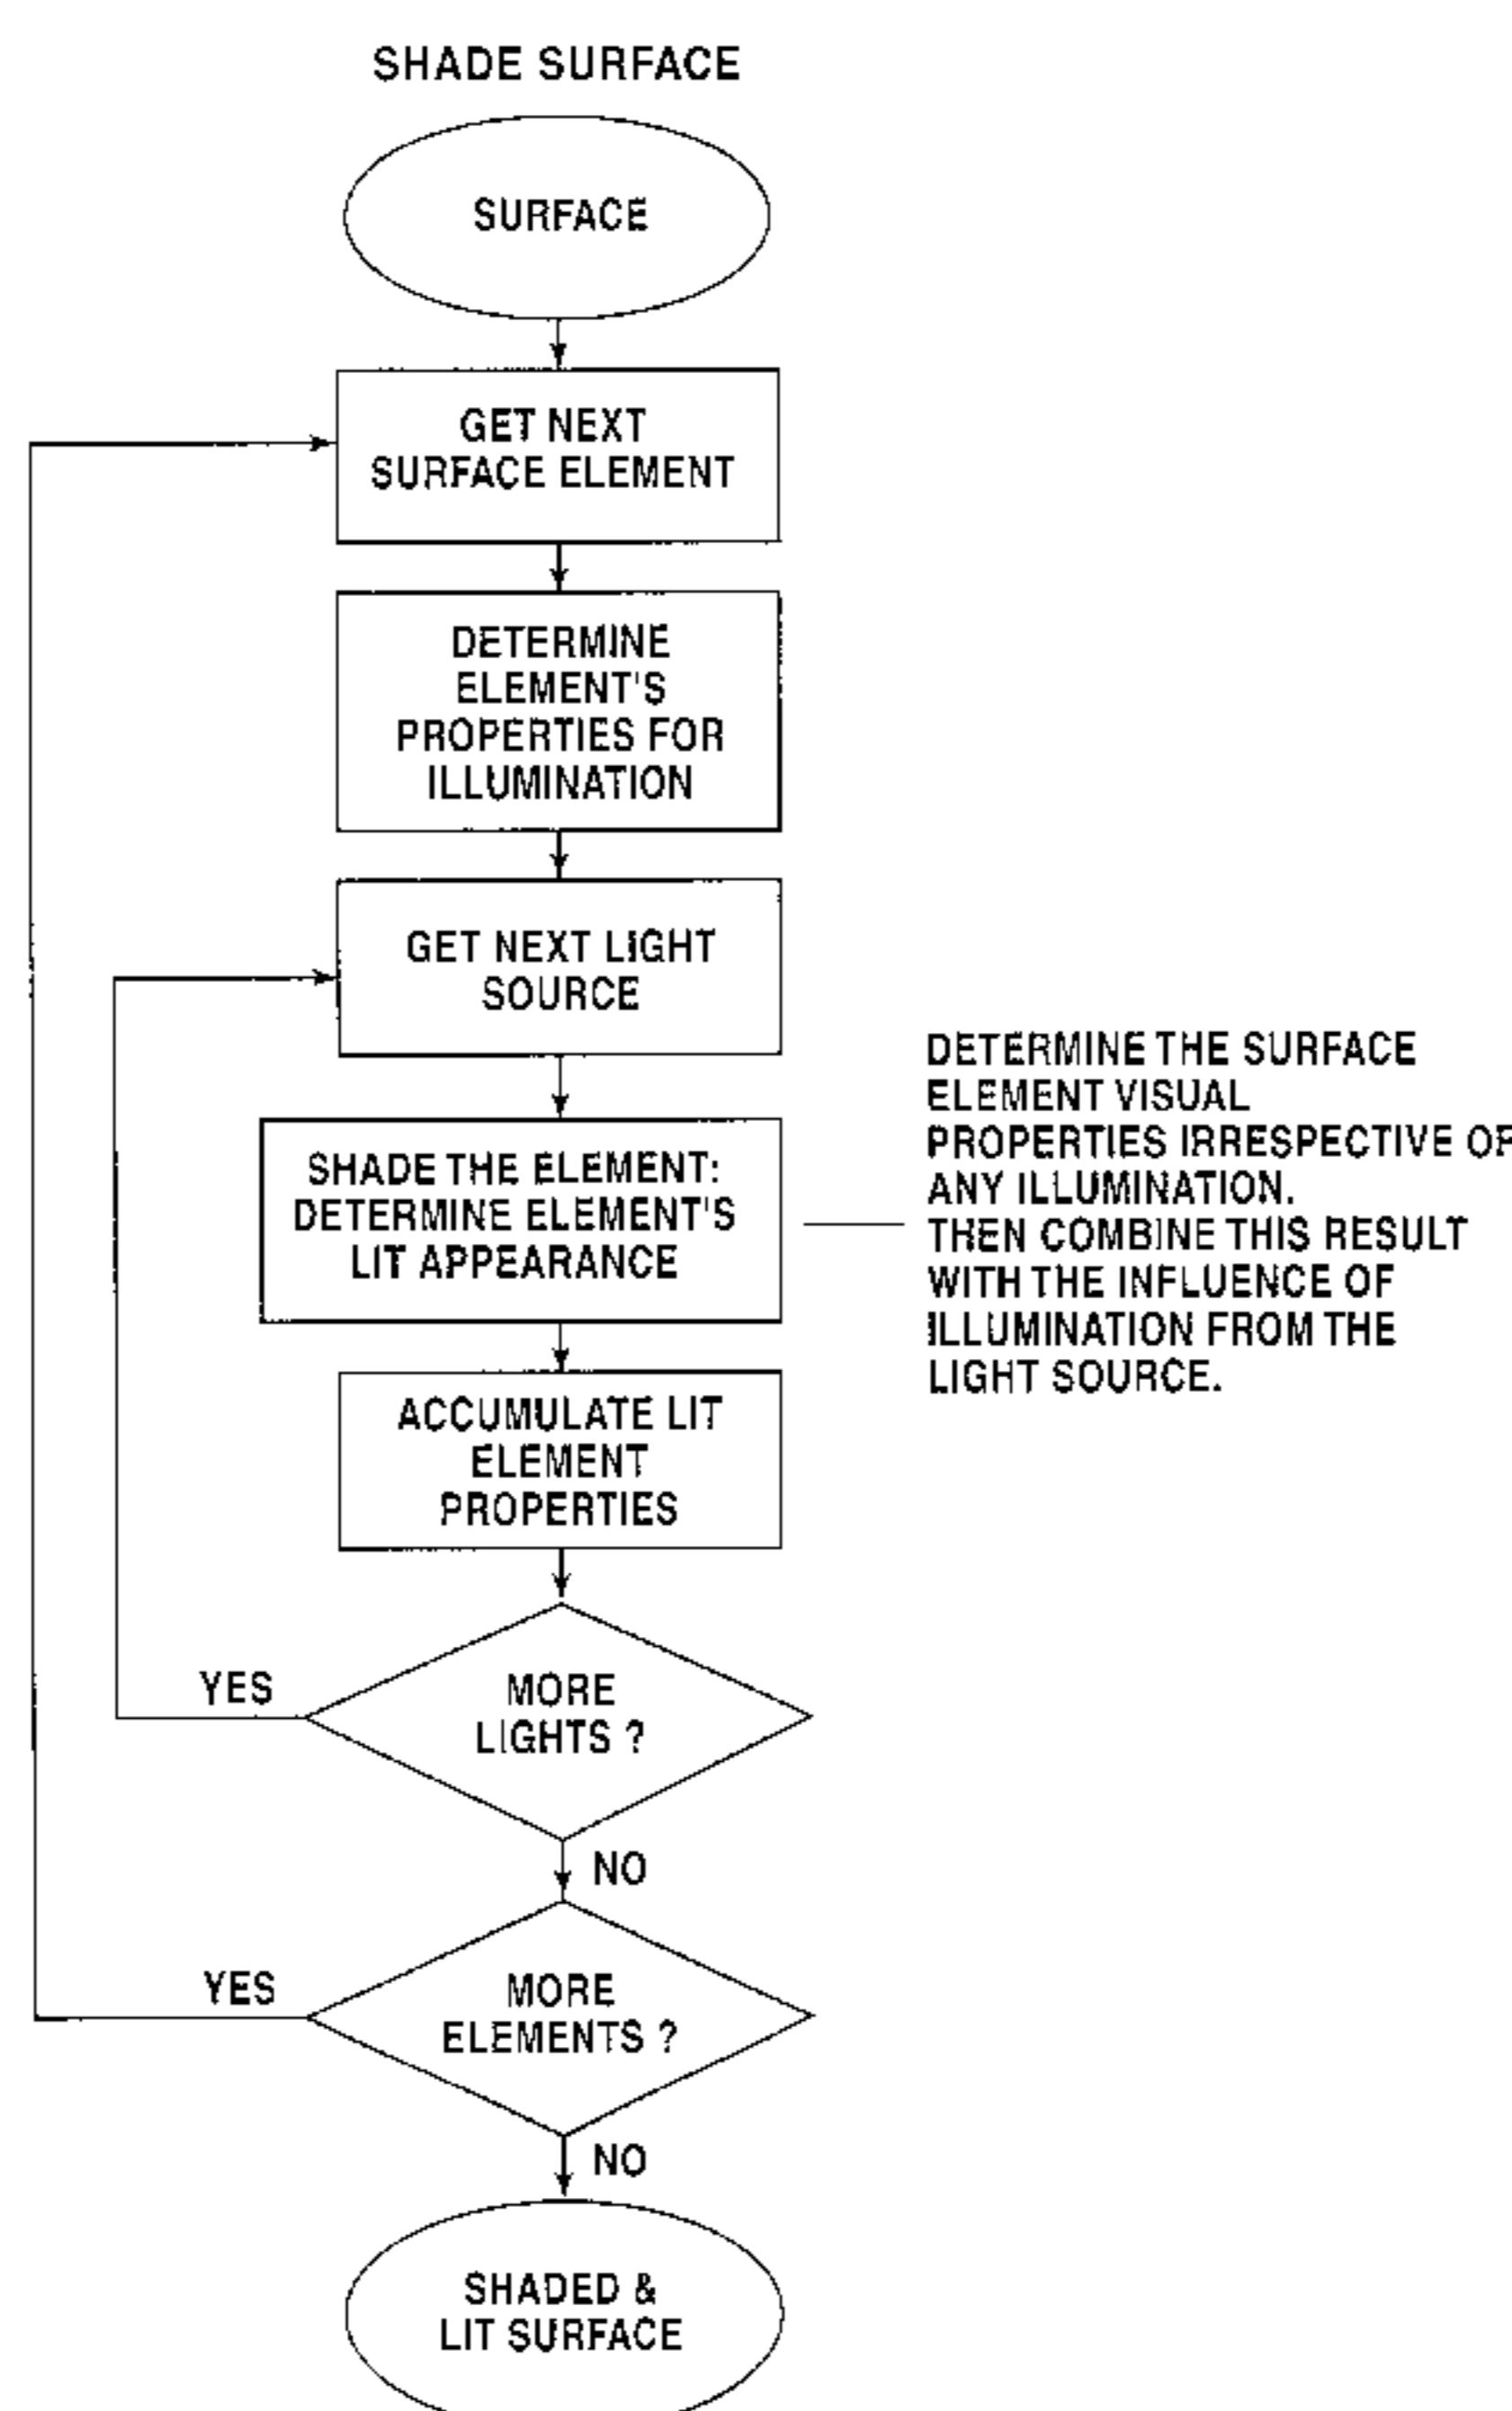 SHADE SURFACE
SURFACE
GET NEXT
SURFACE ELEMENT
DETERMINE
ELEMENT'S
PROPERTIES FOR
ILLUMINATION
GET NEXT LIGHT
SOURCE
SHADE THE ELEMENT:
DETERMINE ELEMENT'S
LIT APPEARANCE
DETERMINE THE SURFACE
ELEMENT VISUAL
PROPERTIES IRRESPECTIVE OF
ANY ILLUMINATION.
THEN COMBINE THIS RESULT
WITH THE INFLUENCE OF
ILLUMINATION FROM THE
LIGHT SOURCE.
ACCUMULATE LIT
ELEMENT
PROPERTIES
YES
MORE
LIGHTS ?
NO
YES
MORE
ELEMENTS ?
NO
SHADED &
LIT SURFACE